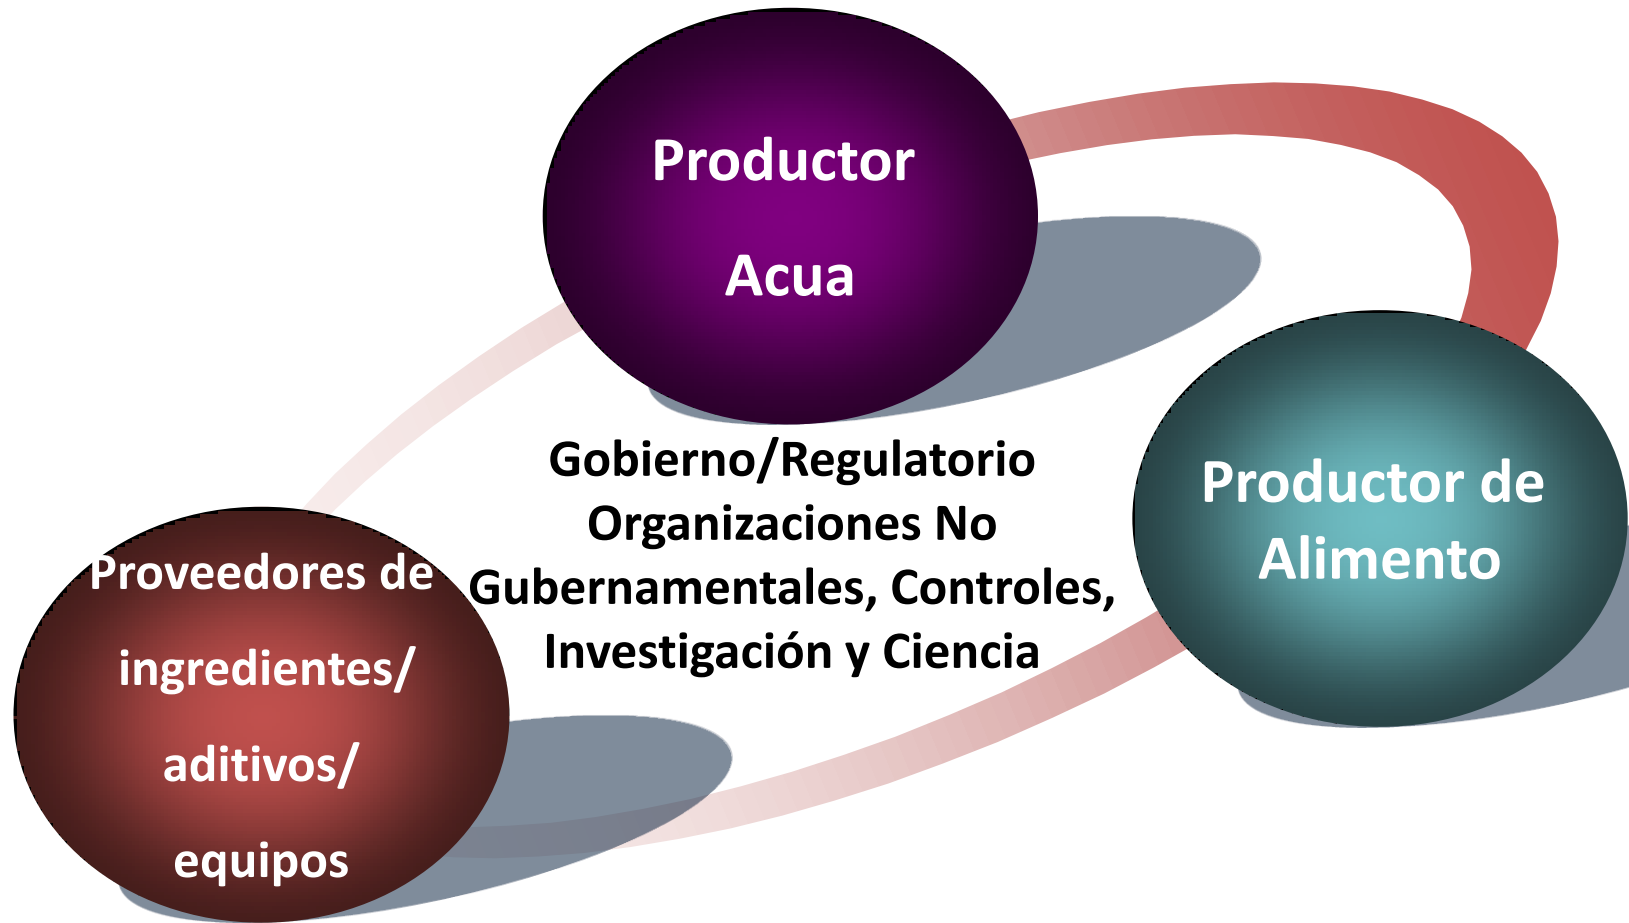 Productor
Acua
Gobierno/Regulatorio
Organizaciones No
Gubernamentales, Controles,
Investigación y Ciencia
Productor de
Alimento
Proveedores de
ingredientes/
aditivos/
equipos